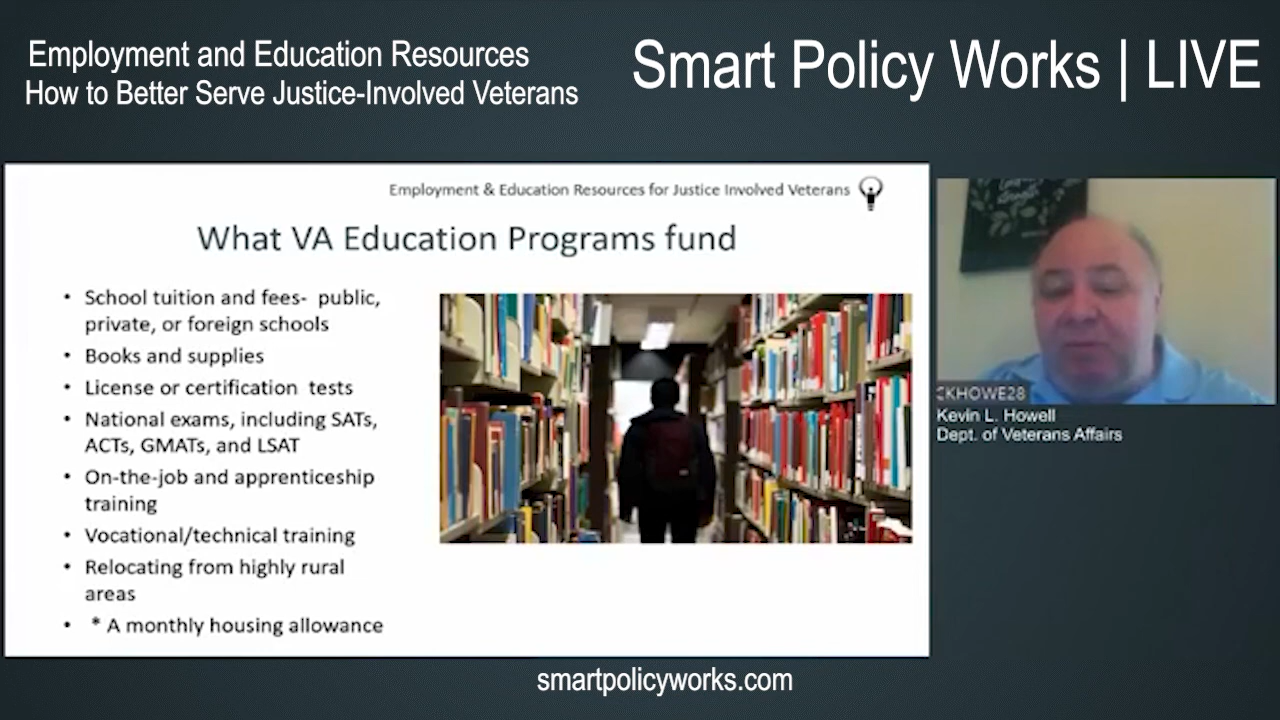 Employment and Education Resources
How to Better Serve Justice-Involved Veterans
Smart Policy Works | LIVE
Employment & Education Resources for Justice Involved Veterans
What VA Education Programs fund
• School tuition and fees- public,
private, or foreign schools
• Books and supplies
• License or certification tests
• National exams, including SATs,
ACTs, GMATs, and LSAT
• On-the-job and apprenticeship
training
• Vocational/technical training
• Relocating from highly rural
areas
• * A monthly housing allowance
CKHOWE28
Kevin L. Howell
Dept. of Veterans Affairs
smartpolicyworks.com